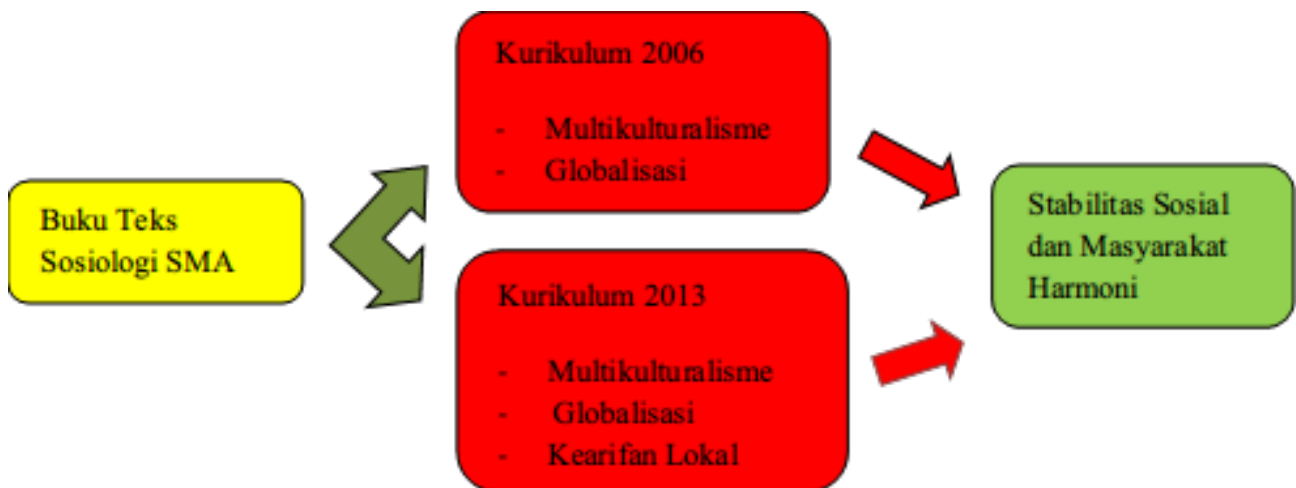 Buku Teks
Sosiologi SMA
Kurikulum 2006
- Multikulturalisme
- Globalisasi
Kurikulum 2013
- Multikulturalisme
- Globalisasi
- Kearifan Lokal
Stabilitas Sosial
dan Masyarakat
Harmoni